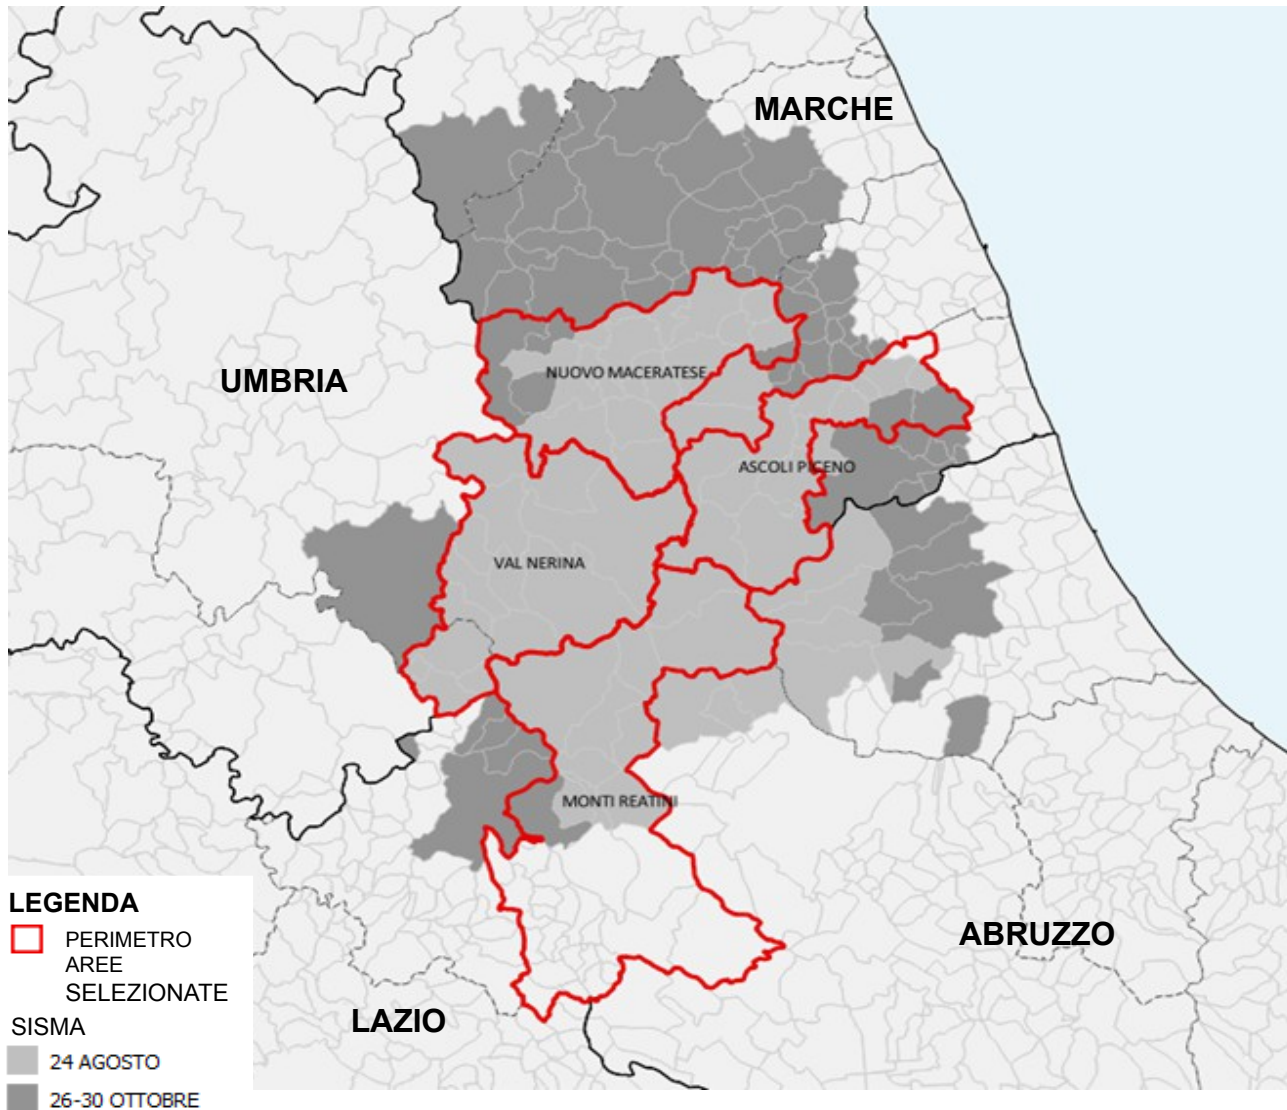 MARCHE
UMBRIA
NUOVO MACERATESE
ASCOLI PICENO
VAL NERINA
MONTI REATINI
ABRUZZO
LAZIO
LEGENDA
PERIMETRO
AREE
SELEZIONATE
SISMA
24 AGOSTO
26-30 OTTOBRE